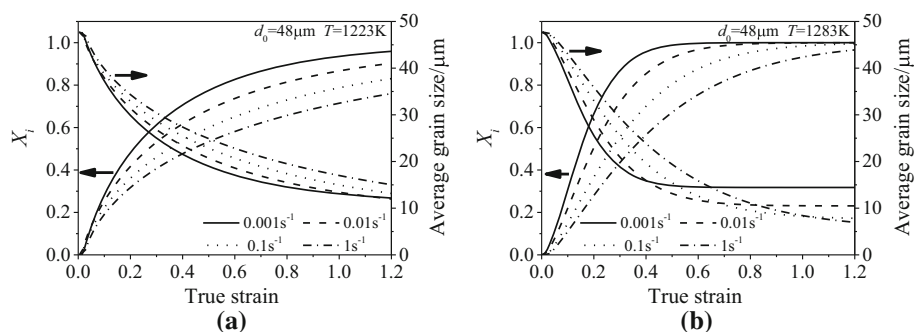 d₀=48μm T=1223K
X_i
1.0
0.8
0.6
0.4
0.2
0.0
0.0 0.2 0.4 0.6 0.8 1.0 1.2
True strain
50
40
30
20
10
0
Average grain size/μm
0.001s⁻¹ 0.01s⁻¹
0.1s⁻¹ 1s⁻¹
(a)
d₀=48μm T=1283K
X_i
1.0
0.8
0.6
0.4
0.2
0.0
0.0 0.2 0.4 0.6 0.8 1.0 1.2
True strain
50
40
30
20
10
0
Average grain size/μm
0.001s⁻¹ 0.01s⁻¹
0.1s⁻¹ 1s⁻¹
(b)